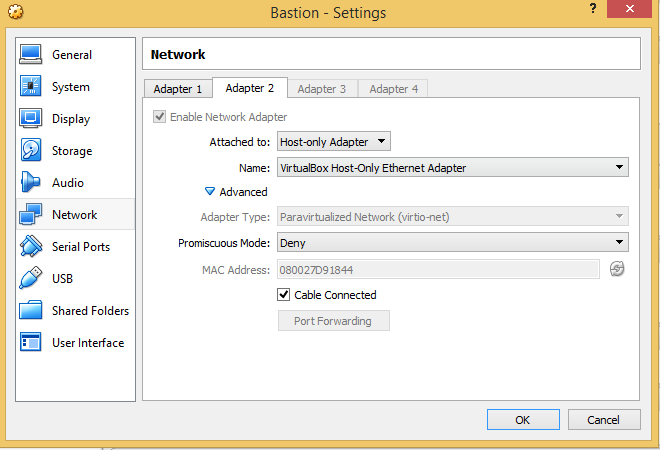 Bastion - Settings
?
General
System
Display
Storage
Audio
Network
Serial Ports
USB
Shared Folders
User Interface
Network
Adapter 1 Adapter 2 Adapter 3 Adapter 4
Enable Network Adapter
Attached to: Host-only Adapter
Name: VirtualBox Host-Only Ethernet Adapter
Advanced
Adapter Type: Paravirtualized Network (virtio-net)
Promiscuous Mode: Deny
MAC Address: 080027D91844
Cable Connected
Port Forwarding
OK Cancel